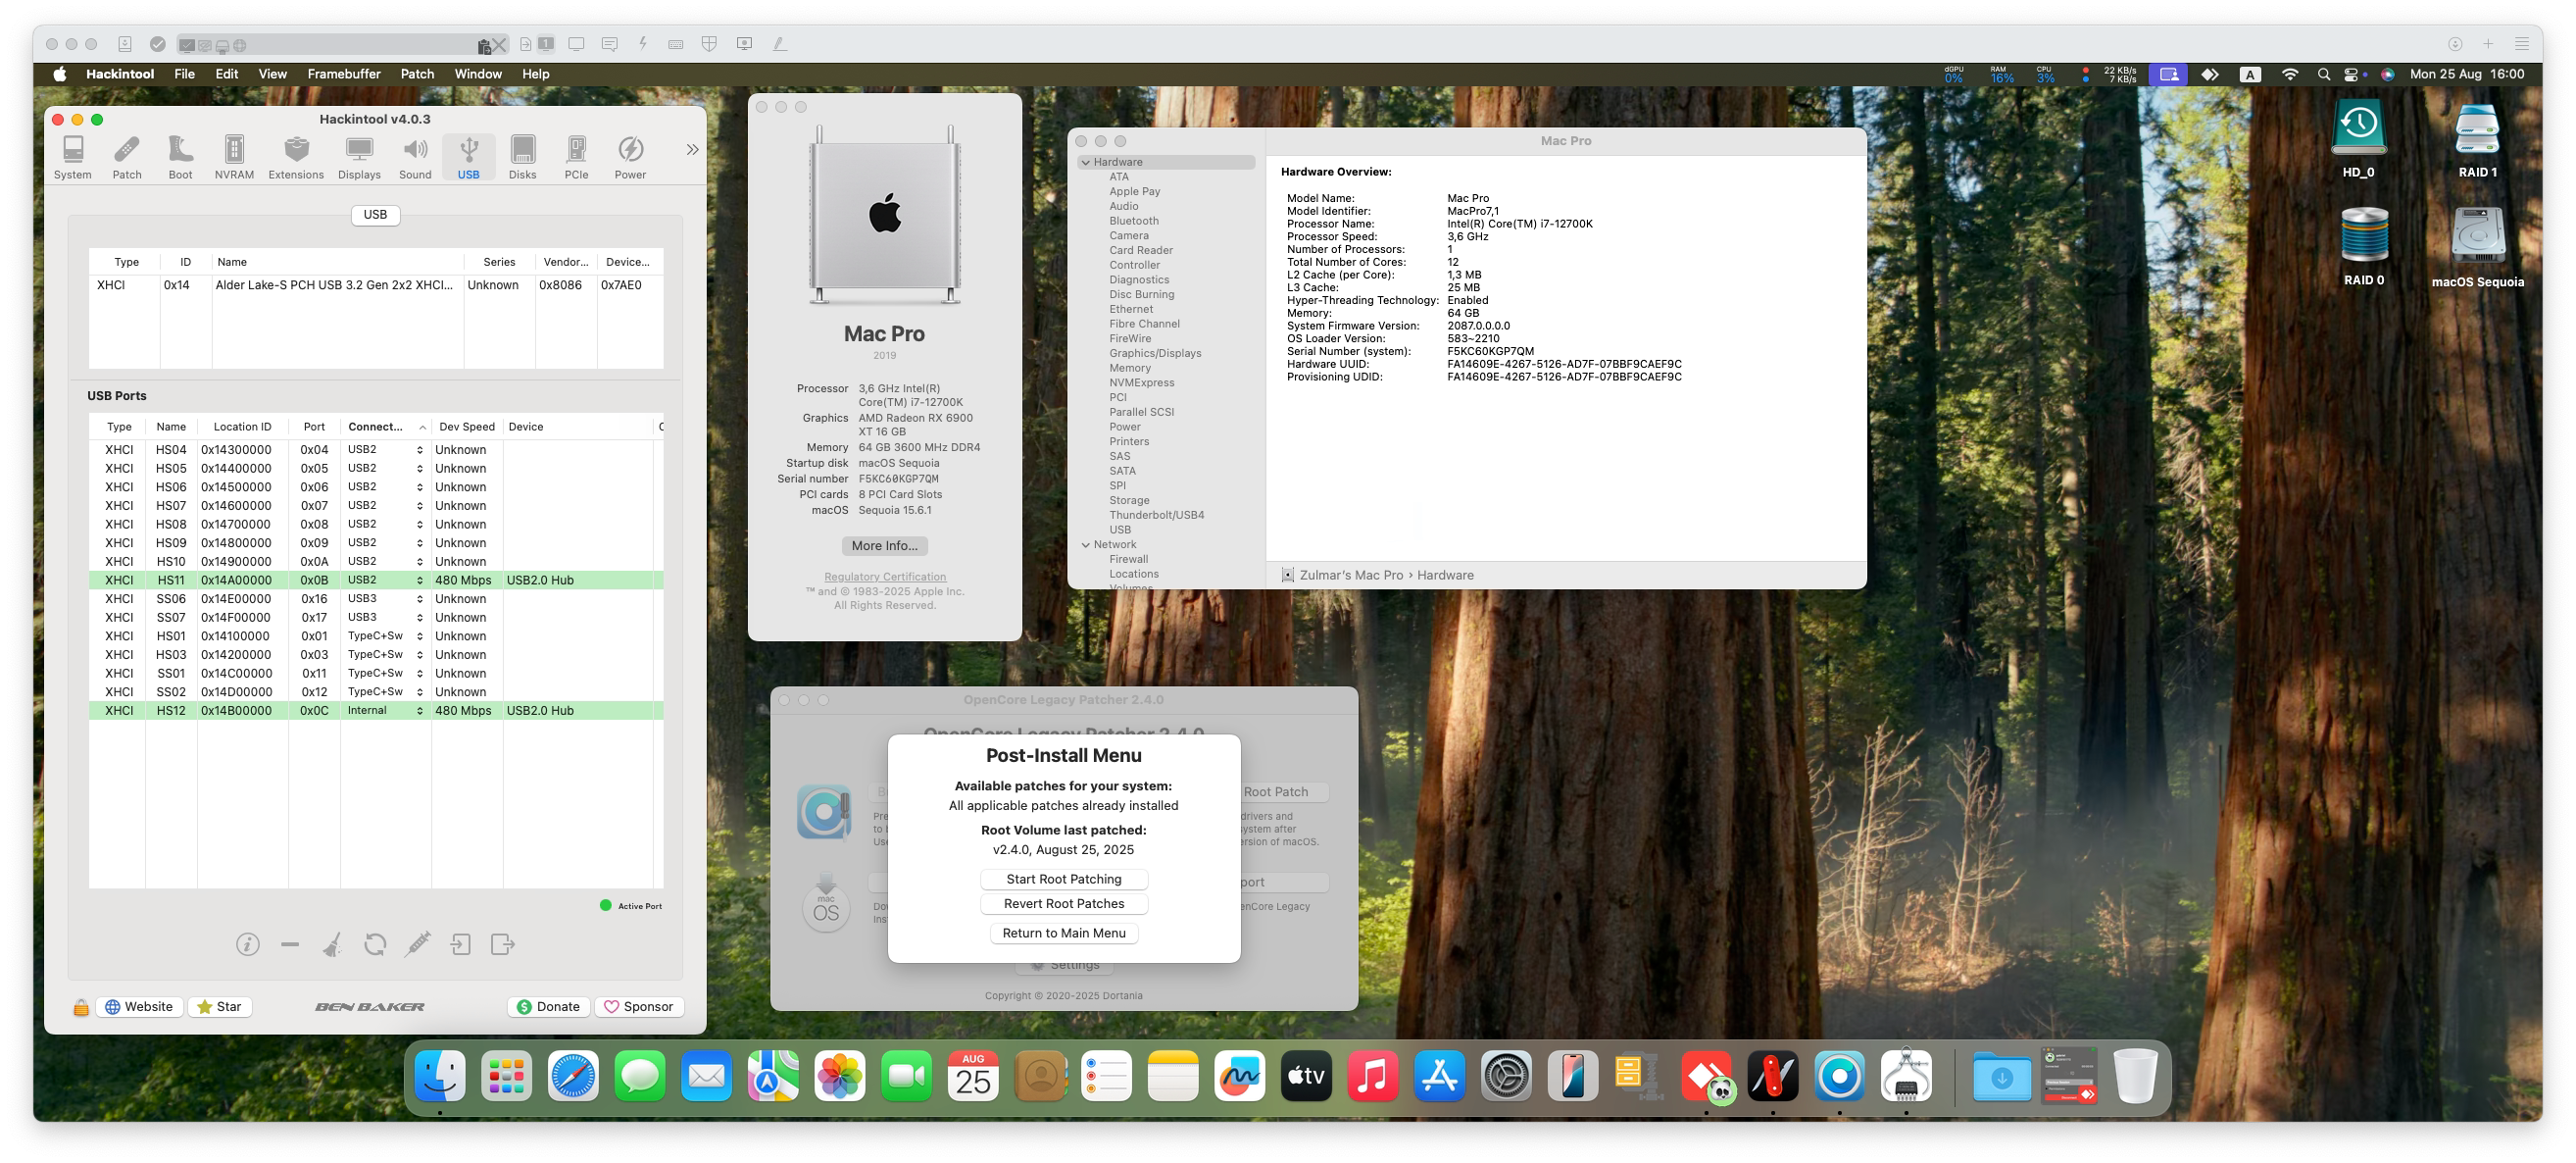 1
Hackintool File Edit View Framebuffer Patch Window Help
dGPU 0% RAM 16% CPU 3% 22 KB/s 7 KB/s A Mon 25 Aug 16:00
Hackintool v4.0.3
System Patch Boot NVRAM Extensions Displays Sound USB Disks PCIe Power
USB
Type ID Name Series Vendor... Device...
XHCI 0x14 Alder Lake-S PCH USB 3.2 Gen 2x2 XHCI... Unknown 0x8086 0x7AE0
USB Ports
Type Name Location ID Port Connect... Dev Speed Device
XHCI HS04 0x14300000 0x04 USB2 Unknown
XHCI HS05 0x14400000 0x05 USB2 Unknown
XHCI HS06 0x14500000 0x06 USB2 Unknown
XHCI HS07 0x14600000 0x07 USB2 Unknown
XHCI HS08 0x14700000 0x08 USB2 Unknown
XHCI HS09 0x14800000 0x09 USB2 Unknown
XHCI HS10 0x14900000 0x0A USB2 Unknown
XHCI HS11 0x14A00000 0x0B USB2 480 Mbps USB2.0 Hub
XHCI SS06 0x14E00000 0x16 USB3 Unknown
XHCI SS07 0x14F00000 0x17 USB3 Unknown
XHCI HS01 0x14100000 0x01 TypeC+Sw Unknown
XHCI HS03 0x14200000 0x03 TypeC+Sw Unknown
XHCI SS01 0x14C00000 0x11 TypeC+Sw Unknown
XHCI SS02 0x14D00000 0x12 TypeC+Sw Unknown
XHCI HS12 0x14B00000 0x0C Internal 480 Mbps USB2.0 Hub
Active Port
Website Star BEN BAKER Donate Sponsor
Mac Pro
2019
Processor 3,6 GHz Intel(R)
Core(TM) i7-12700K
Graphics AMD Radeon RX 6900
XT 16 GB
Memory 64 GB 3600 MHz DDR4
Startup disk macOS Sequoia
Serial number F5KC60KGP7QM
PCI cards 8 PCI Card Slots
macOS Sequoia 15.6.1
More Info...
Regulatory Certification
™ and © 1983-2025 Apple Inc.
All Rights Reserved.
Mac Pro
Hardware
ATA
Apple Pay
Audio
Bluetooth
Camera
Card Reader
Controller
Diagnostics
Disc Burning
Ethernet
Fibre Channel
FireWire
Graphics/Displays
Memory
NVMExpress
PCI
Parallel SCSI
Power
Printers
SAS
SATA
SPI
Storage
Thunderbolt/USB4
USB
Network
Firewall
Locations
Volumes
Hardware Overview:
Model Name: Mac Pro
Model Identifier: MacPro7,1
Processor Name: Intel(R) Core(TM) i7-12700K
Processor Speed: 3,6 GHz
Number of Processors: 1
Total Number of Cores: 12
L2 Cache (per Core): 1,3 MB
L3 Cache: 25 MB
Hyper-Threading Technology: Enabled
Memory: 64 GB
System Firmware Version: 2087.0.0.0.0
OS Loader Version: 583~2210
Serial Number (system): F5KC60KGP7QM
Hardware UUID: FA14609E-4267-5126-AD7F-07BBF9CAEF9C
Provisioning UDID: FA14609E-4267-5126-AD7F-07BBF9CAEF9C
Zulmar's Mac Pro › Hardware
HD_0
RAID 1
RAID 0
macOS Sequoia
OpenCore Legacy Patcher 2.4.0
OpenCore Legacy Patcher 2.4.0
Post-Install Menu
Available patches for your system:
All applicable patches already installed
Root Volume last patched:
v2.4.0, August 25, 2025
Start Root Patching
Revert Root Patches
Return to Main Menu
Root Patch
drivers and
mac OS
Settings
Copyright © 2020-2025 Dortania
AUG
25
tv